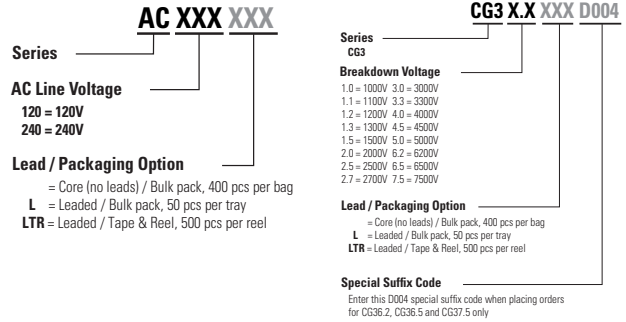 AC XXX XXX
Series
AC Line Voltage
120 = 120V
240 = 240V
Lead / Packaging Option
= Core (no leads) / Bulk pack, 400 pcs per bag
L = Leaded / Bulk pack, 50 pcs per tray
LTR = Leaded / Tape & Reel, 500 pcs per reel
CG3 X.X XXX D004
Series
CG3
Breakdown Voltage
1.0 = 1000V 3.0 = 3000V
1.1 = 1100V 3.3 = 3300V
1.2 = 1200V 4.0 = 4000V
1.3 = 1300V 4.5 = 4500V
1.5 = 1500V 5.0 = 5000V
2.0 = 2000V 6.2 = 6200V
2.5 = 2500V 6.5 = 6500V
2.7 = 2700V 7.5 = 7500V
Lead / Packaging Option
= Core (no leads) / Bulk pack, 400 pcs per bag
L = Leaded / Bulk pack, 50 pcs per tray
LTR = Leaded / Tape & Reel, 500 pcs per reel
Special Suffix Code
Enter this D004 special suffix code when placing orders
for CG36.2, CG36.5 and CG37.5 only